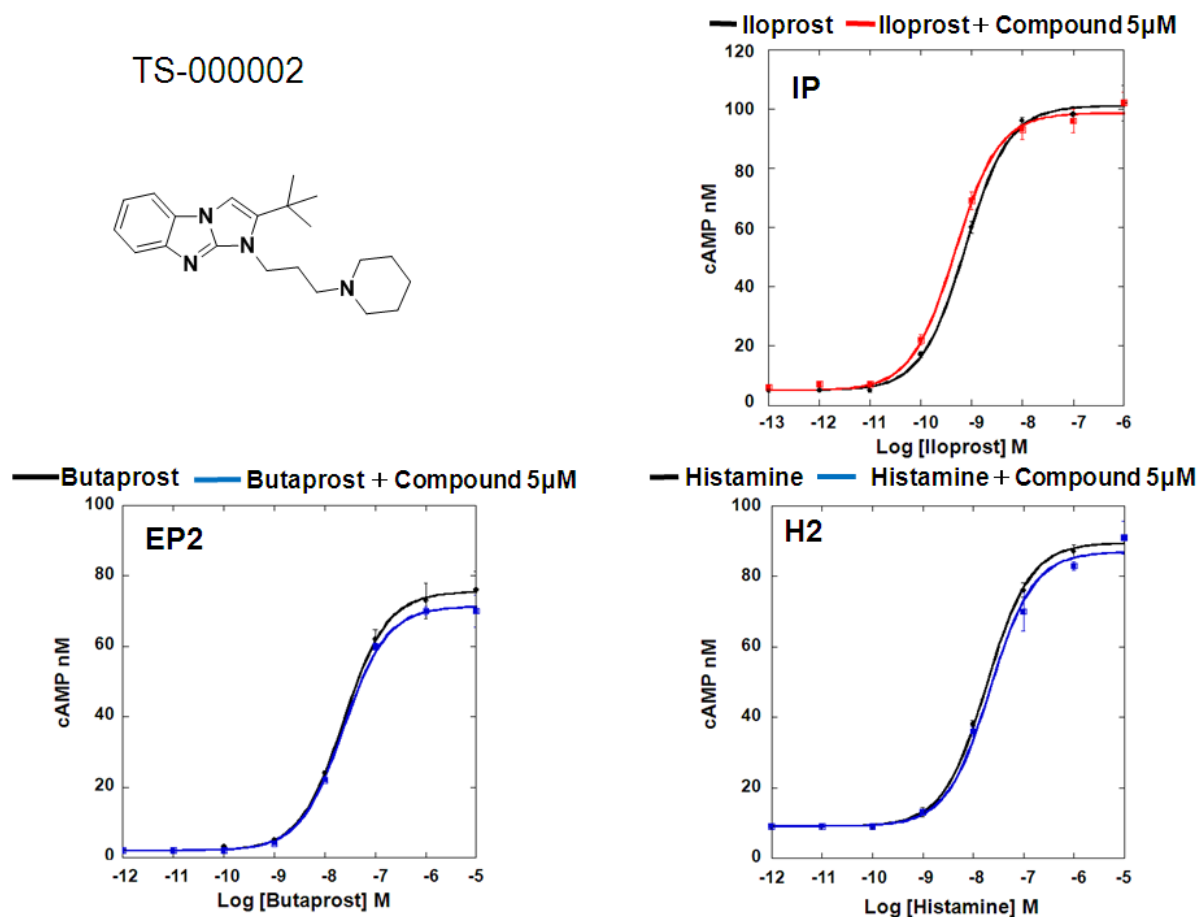 TS-000002
N
N
N
N
Iloprost Iloprost + Compound 5µM
IP
120
100
80
60
40
20
0
cAMP nM
-13 -12 -11 -10 -9 -8 -7 -6
Log [Iloprost] M
Butaprost Butaprost + Compound 5µM
EP2
100
80
60
40
20
0
cAMP nM
-12 -11 -10 -9 -8 -7 -6 -5
Log [Butaprost] M
Histamine Histamine + Compound 5µM
H2
100
80
60
40
20
0
cAMP nM
-12 -11 -10 -9 -8 -7 -6 -5
Log [Histamine] M